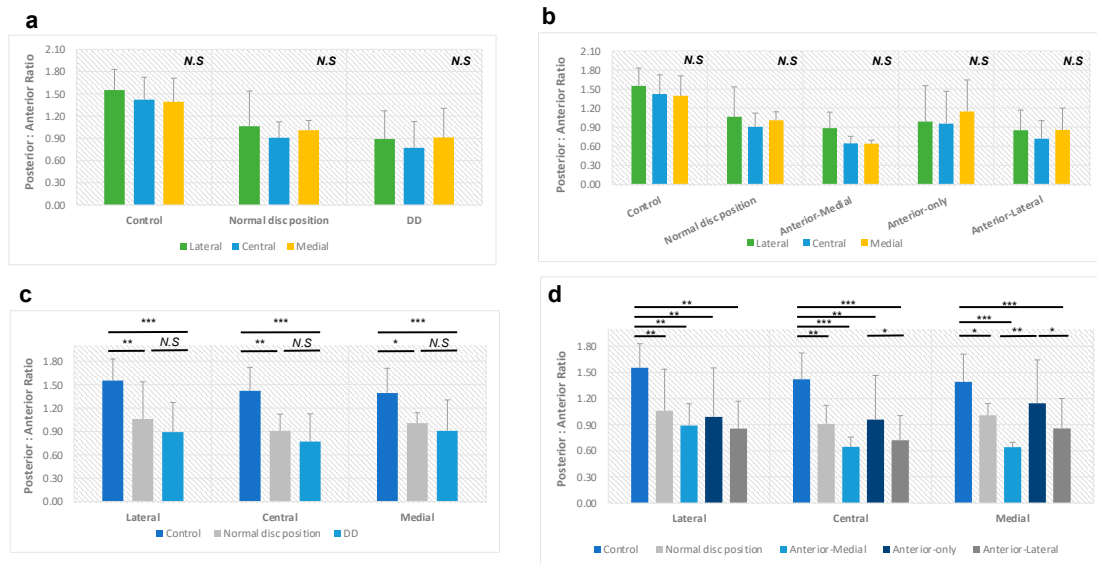 a
N.S N.S N.S
Posterior : Anterior Ratio
2.10
1.80
1.50
1.20
0.90
0.60
0.30
0.00
Control Normal disc position DD
Lateral Central Medial
b
N.S N.S N.S N.S N.S
Posterior : Anterior Ratio
2.10
1.80
1.50
1.20
0.90
0.60
0.30
0.00
Control Normal disc position Anterior-Medial Anterior-only Anterior-Lateral
Lateral Central Medial
c
*** *** ***
** N.S ** N.S * N.S
Posterior : Anterior Ratio
1.80
1.50
1.20
0.90
0.60
0.30
0.00
Lateral Central Medial
Control Normal disc position DD
d
** *** ***
** **
** *** ***
** ** * * ** *
Posterior : Anterior Ratio
1.80
1.50
1.20
0.90
0.60
0.30
0.00
Lateral Central Medial
Control Normal disc position Anterior-Medial Anterior-only Anterior-Lateral